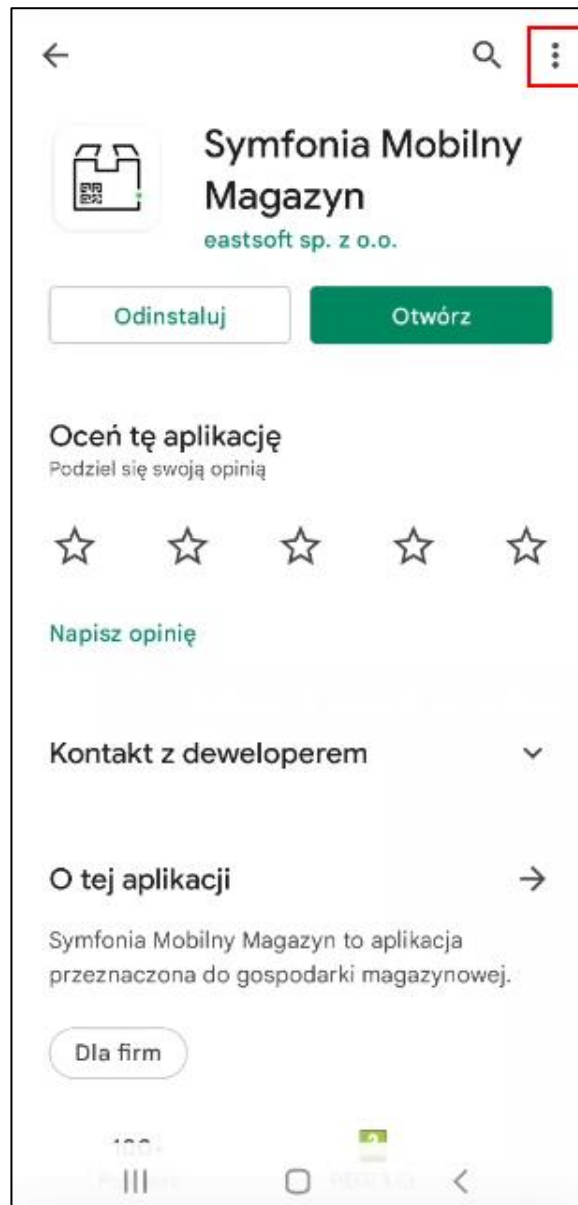 Symfonia Mobilny
Magazyn
eastsoft sp. z o.o.
Odinstaluj
Otwórz
Oceń tę aplikację
Podziel się swoją opinią
Napisz opinię
Kontakt z deweloperem
O tej aplikacji
Symfonia Mobilny Magazyn to aplikacja
przeznaczona do gospodarki magazynowej.
Dla firm